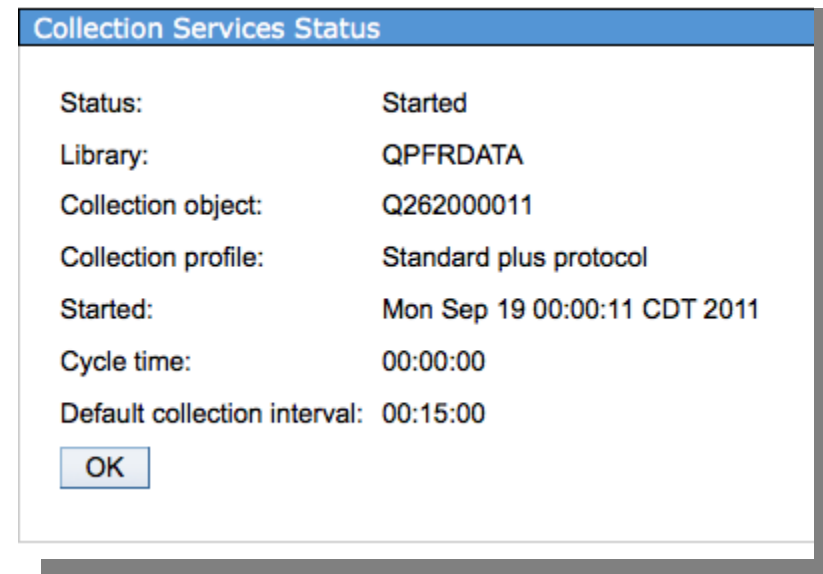 Collection Services Status
Status: Started
Library: QPFRDATA
Collection object: Q262000011
Collection profile: Standard plus protocol
Started: Mon Sep 19 00:00:11 CDT 2011
Cycle time: 00:00:00
Default collection interval: 00:15:00
OK